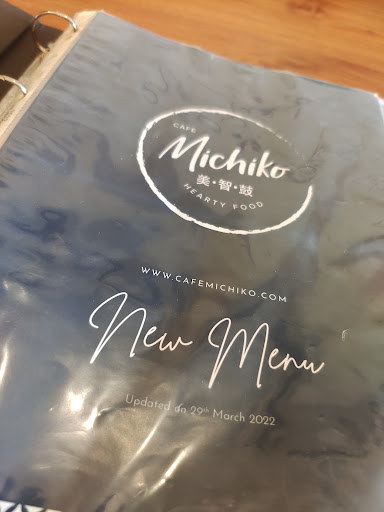 CAFE
Michiko
美·智·鼓
HEARTY FOOD
WWW.CAFEMICHIKO.COM
New Menu
Updated on 29th March 2022